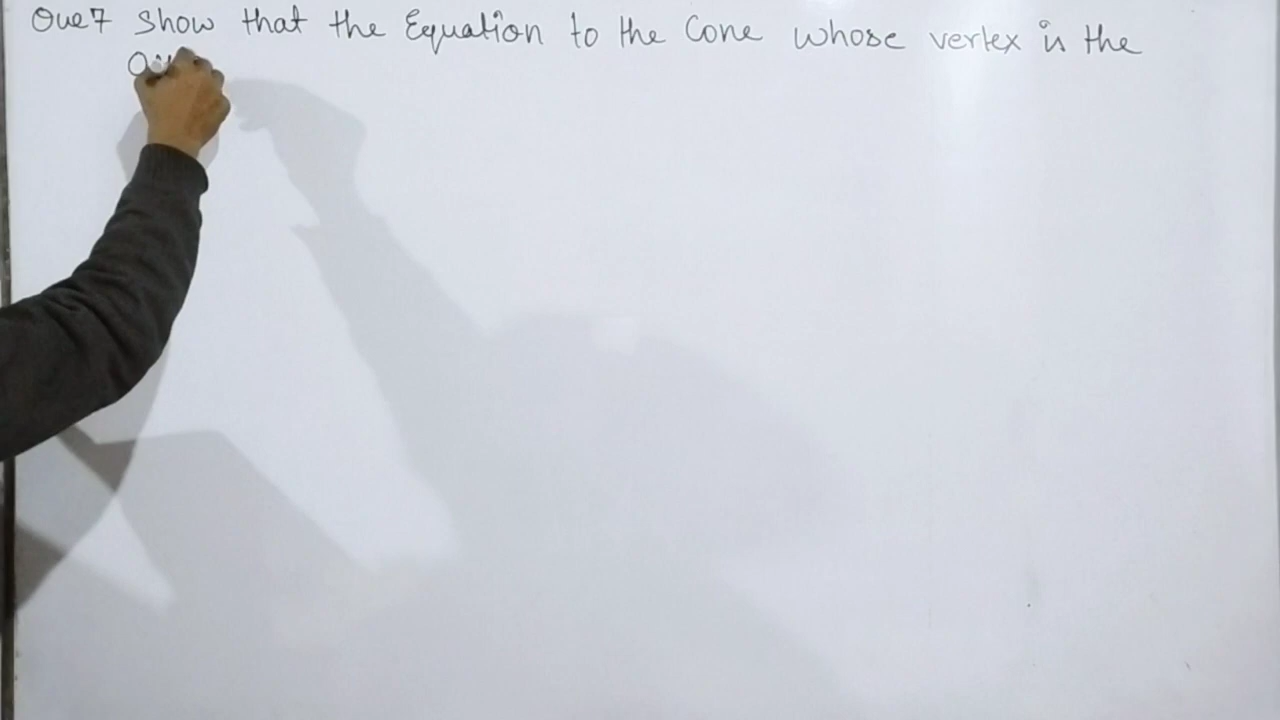 Que7 Show that the Equation to the Cone whose vertex is the